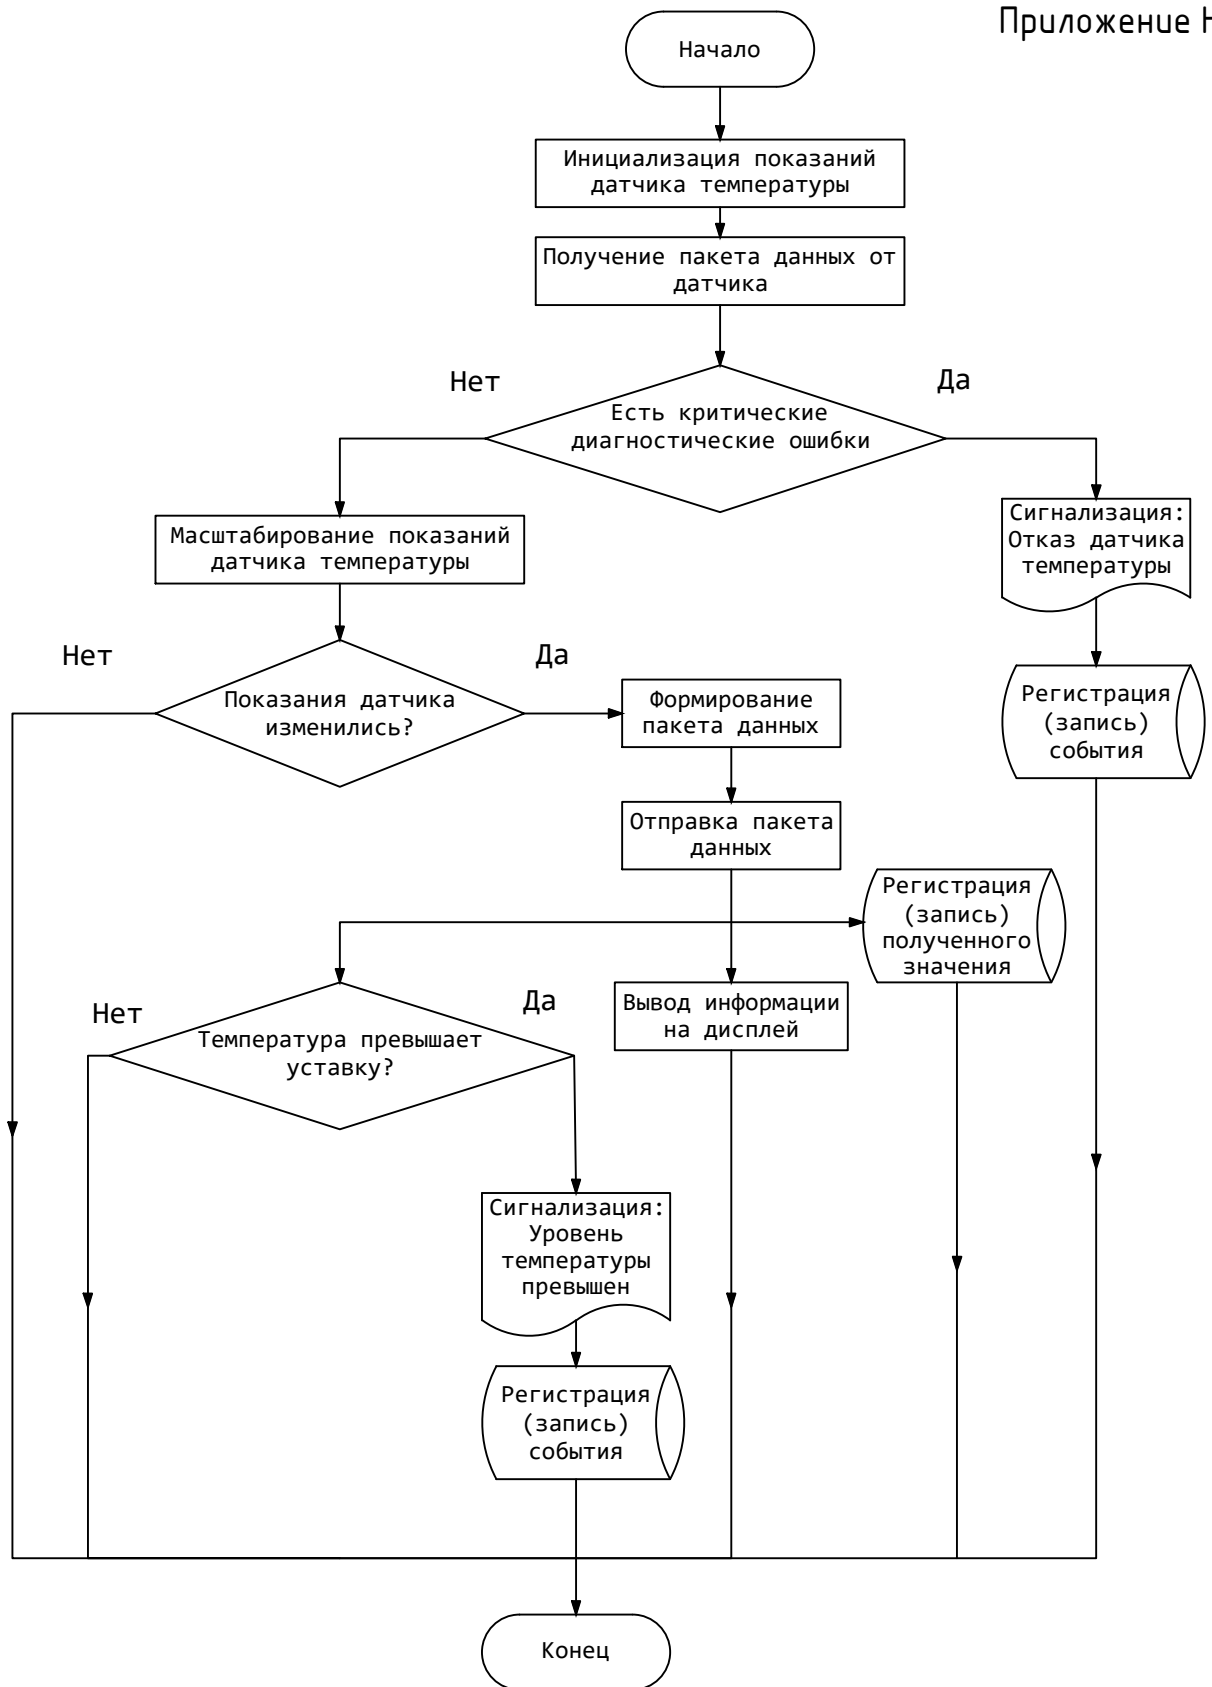 Приложение Н
Начало
Инициализация показаний
датчика температуры
Получение пакета данных от
датчика
Нет
Да
Есть критические
диагностические ошибки
Масштабирование показаний
датчика температуры
Сигнализация:
Отказ датчика
температуры
Нет
Да
Показания датчика
изменились?
Формирование
пакета данных
Регистрация
(запись)
события
Отправка пакета
данных
Регистрация
(запись)
полученного
значения
Нет
Да
Температура превышает
уставку?
Вывод информации
на дисплей
Сигнализация:
Уровень
температуры
превышен
Регистрация
(запись)
события
Конец